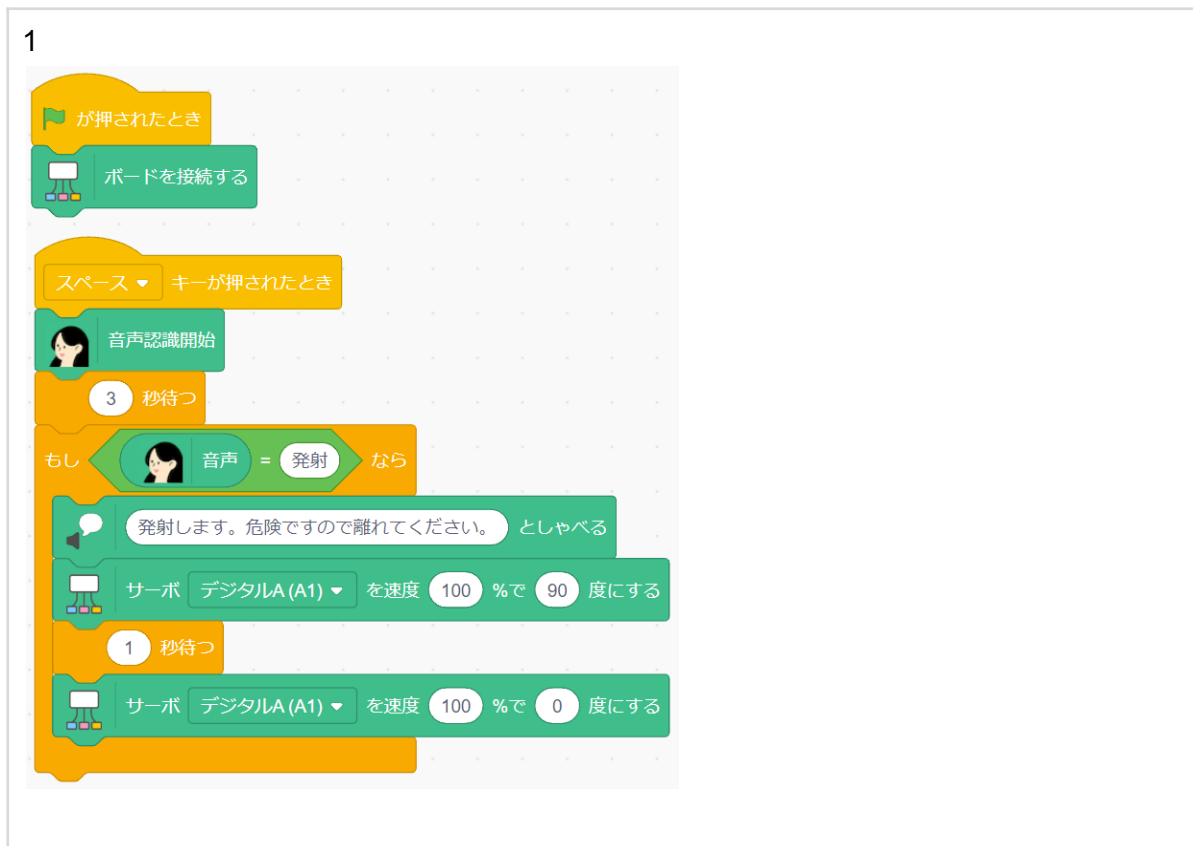 1
が押されたとき
ボードを接続する
スペース キーが押されたとき
音声認識開始
3 秒待つ
もし 音声 = 発射 なら
発射します。危険ですので離れてください。 としゃべる
サーボ デジタルA (A1) を速度 100 %で 90 度にする
1 秒待つ
サーボ デジタルA (A1) を速度 100 %で 0 度にする